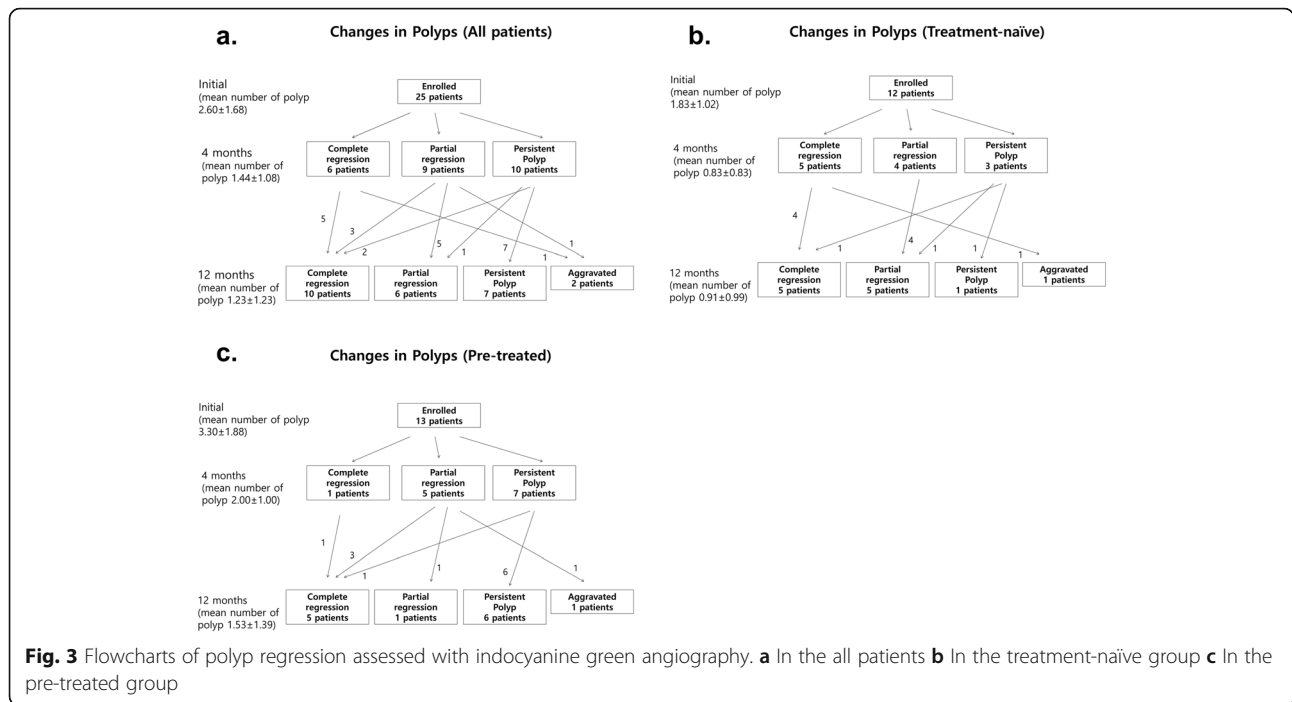 a.
Changes in Polyps (All patients)
Initial
(mean number of polyp
2.60±1.68)
Enrolled
25 patients
4 months
(mean number of
polyp 1.44±1.08)
Complete
regression
6 patients
Partial
regression
9 patients
Persistent
Polyp
10 patients
5
3
2
5
1
7
1
1
12 months
(mean number of
polyp 1.23±1.23)
Complete
regression
10 patients
Partial
regression
6 patients
Persistent
Polyp
7 patients
Aggravated
2 patients
b.
Changes in Polyps (Treatment-naïve)
Initial
(mean number of polyp
1.83±1.02)
Enrolled
12 patients
4 months
(mean number of
polyp 0.83±0.83)
Complete
regression
5 patients
Partial
regression
4 patients
Persistent
Polyp
3 patients
4
1
4
1
1
1
12 months
(mean number of
polyp 0.91±0.99)
Complete
regression
5 patients
Partial
regression
5 patients
Persistent
Polyp
1 patients
Aggravated
1 patients
c.
Changes in Polyps (Pre-treated)
Initial
(mean number of polyp
3.30±1.88)
Enrolled
13 patients
4 months
(mean number of
polyp 2.00±1.00)
Complete
regression
1 patients
Partial
regression
5 patients
Persistent
Polyp
7 patients
1
3
1
1
6
1
12 months
(mean number of
polyp 1.53±1.39)
Complete
regression
5 patients
Partial
regression
1 patients
Persistent
Polyp
6 patients
Aggravated
1 patients
Fig. 3 Flowcharts of polyp regression assessed with indocyanine green angiography. a In the all patients b In the treatment-naïve group c In the
pre-treated group